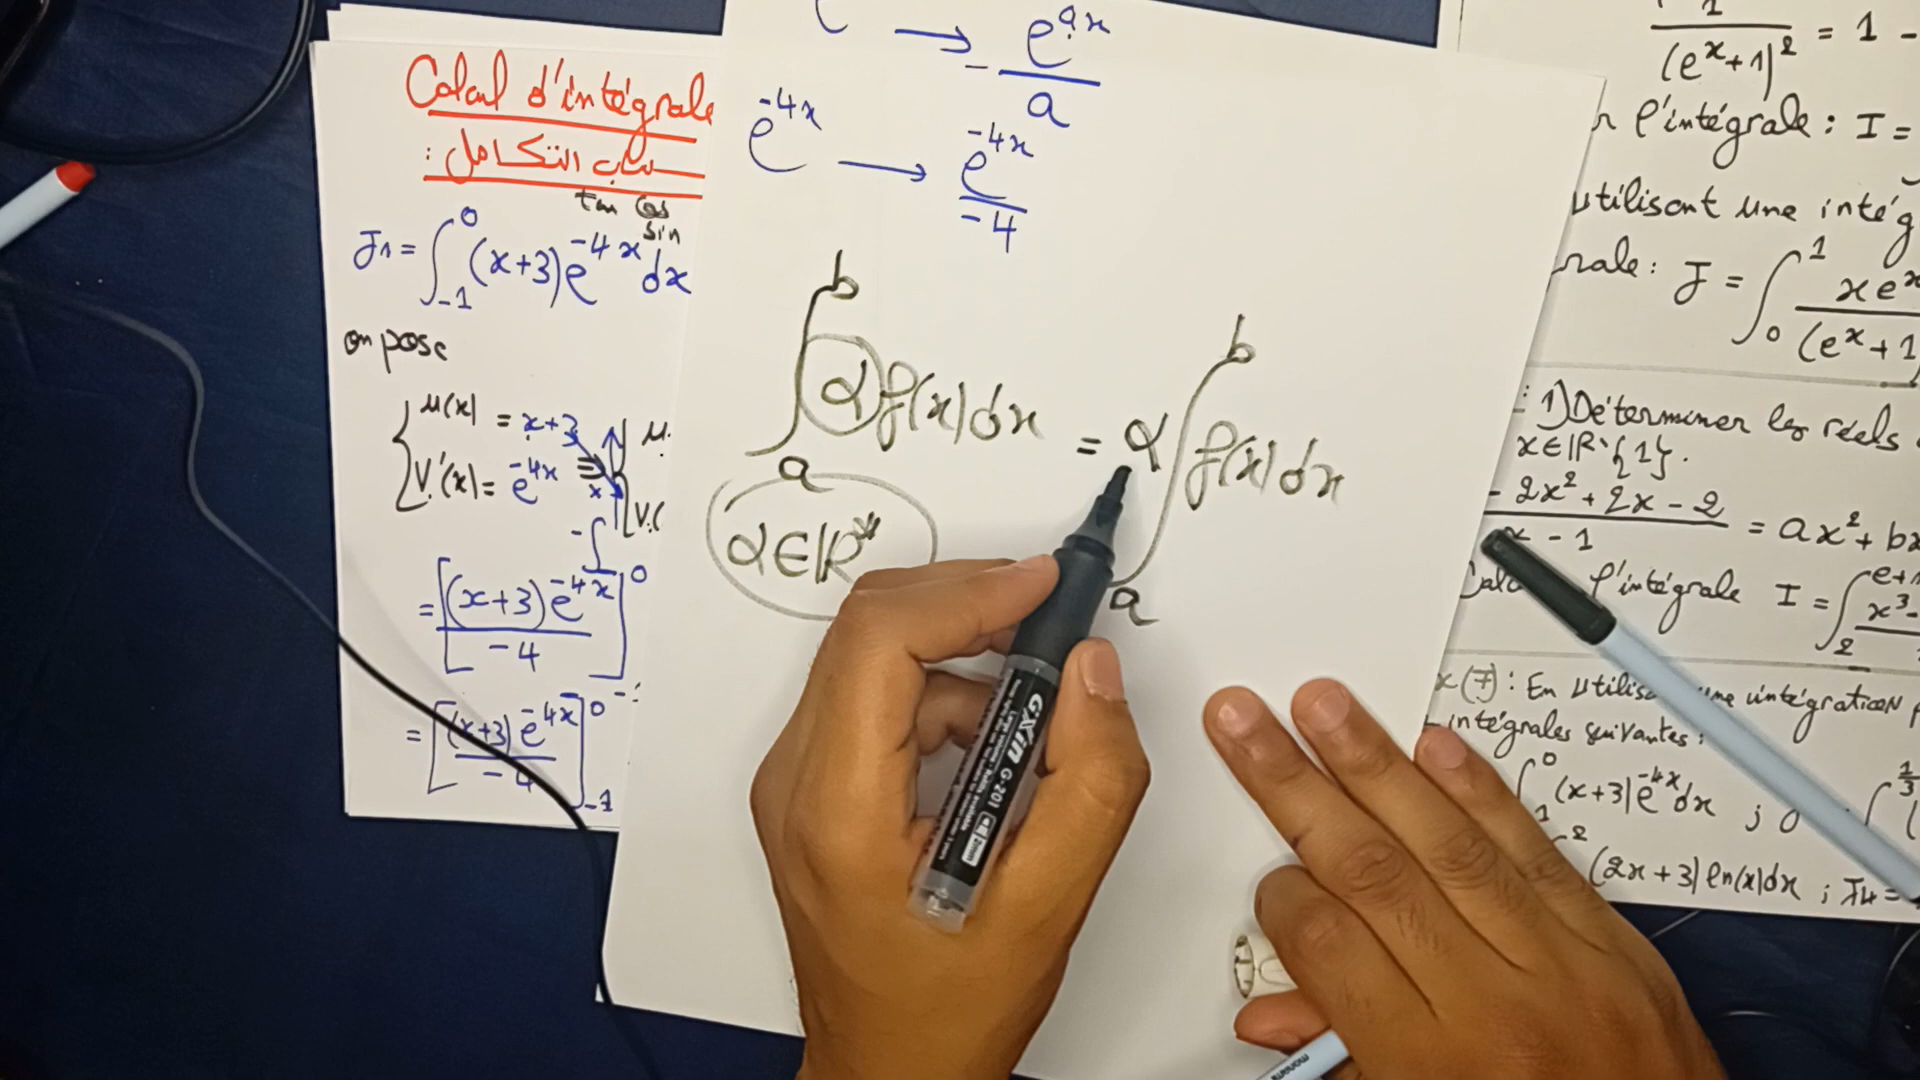 Calcul d'intégrale
حساب التكامل :
tan cos
sin
J1 = ∫_{-1}^{0} (x+3)e^{-4x}dx
on pose
u(x) = x+3
V'(x) = e^{-4x}
= [(x+3)e^{-4x} / -4]^0
= [(x+3)e^{-4x} / -4]_{-1}^{0}
→ - e^{ax} / a
e^{-4x} → e^{-4x} / -4
∫_a^b α f(x)dx = α ∫_a^b f(x)dx
α ∈ IR*
GXin G-201
1 / (e^x+1)^2 = 1 -
l'intégrale : I =
utilisant une intég
rale : J = ∫_0^1 xe^x / (e^x+1
: 1) Déterminer les réels
x∈IR\{1}.
- 2x² + 2x - 2 / x - 1 = ax² + bx
l'intégrale I = ∫_2^{e+1} x³-
x(7) : En utilisant une intégration p
intégrales suivantes :
(x+3)e^{-4x}dx ; J
(2x+3)ln(x)dx ; J4 =